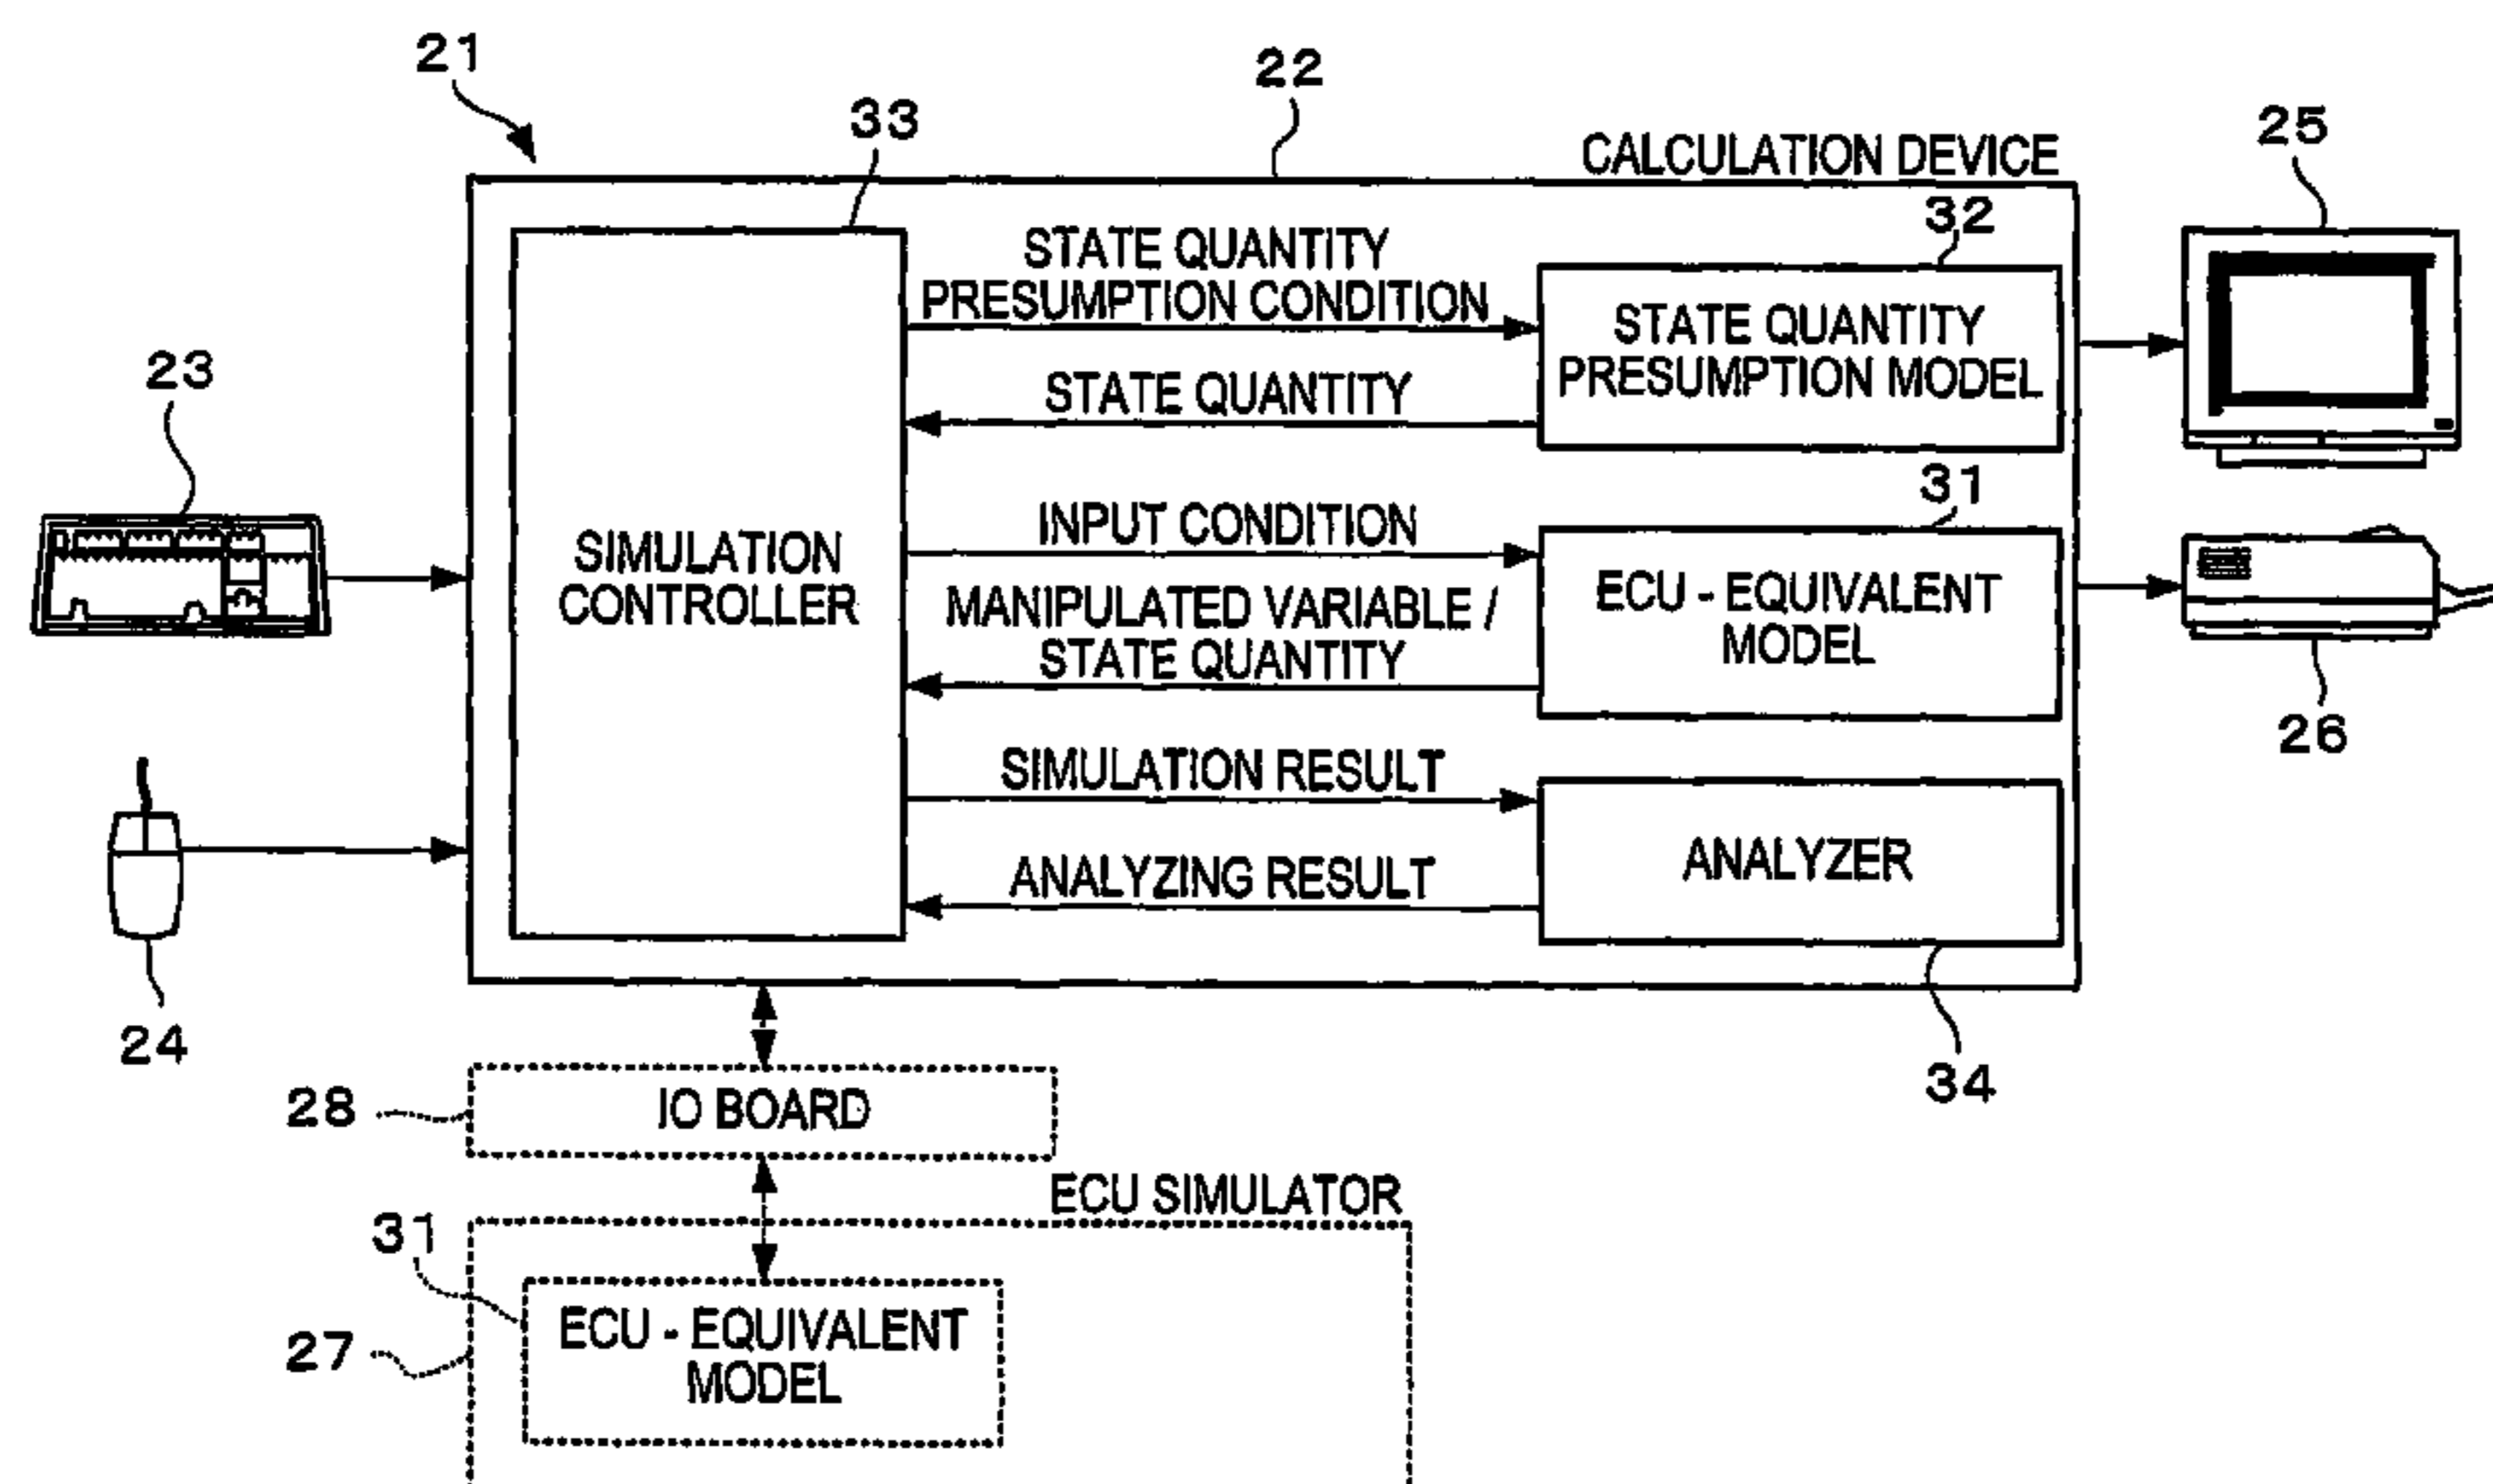 21
22
33
CALCULATION DEVICE
25
32
STATE QUANTITY
PRESUMPTION CONDITION
STATE QUANTITY
PRESUMPTION MODEL
STATE QUANTITY
23
31
INPUT CONDITION
SIMULATION
CONTROLLER
ECU - EQUIVALENT
MODEL
MANIPULATED VARIABLE /
STATE QUANTITY
26
SIMULATION RESULT
ANALYZER
ANALYZING RESULT
24
34
28
IO BOARD
ECU SIMULATOR
31
27
ECU - EQUIVALENT
MODEL